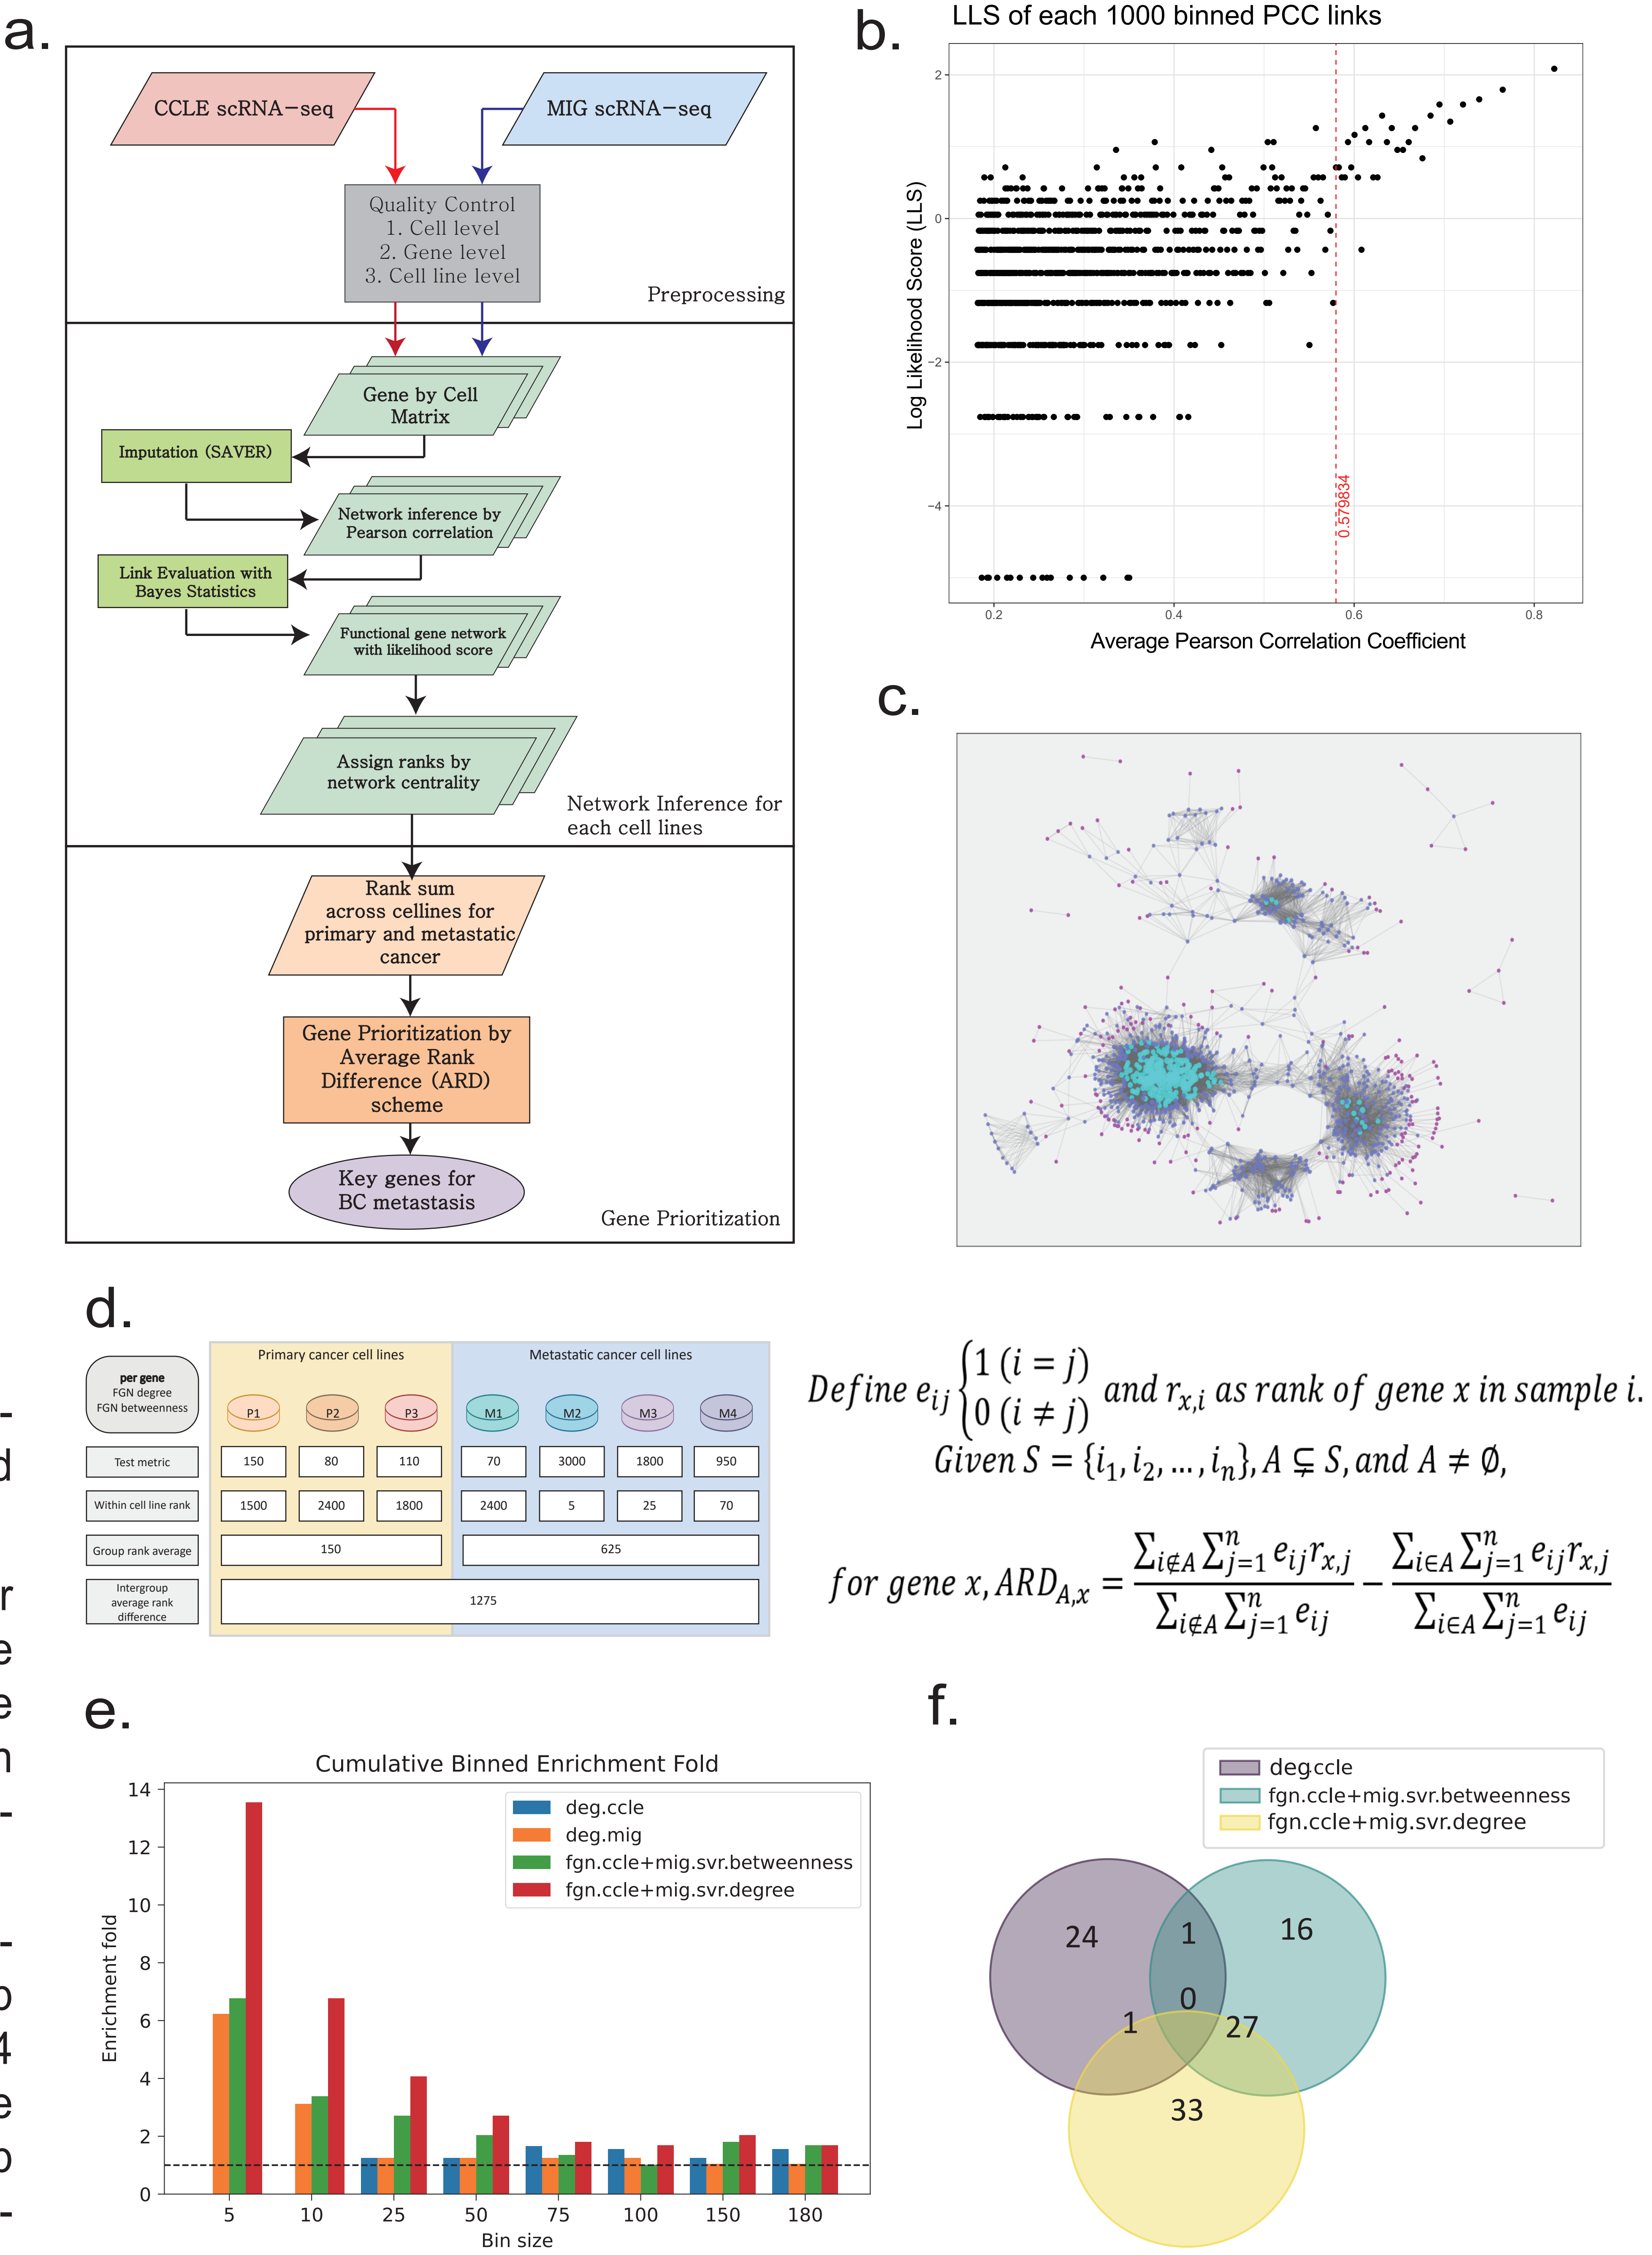 a.
CCLE scRNA-seq
MIG scRNA-seq
Quality Control
1. Cell level
2. Gene level
3. Cell line level
Preprocessing
Gene by Cell
Matrix
Imputation (SAVER)
Network inference by
Pearson correlation
Link Evaluation with
Bayes Statistics
Functional gene network
with likelihood score
Assign ranks by
network centrality
Network Inference for
each cell lines
Rank sum
across cellines for
primary and metastatic
cancer
Gene Prioritization by
Average Rank
Difference (ARD)
scheme
Key genes for
BC metastasis
Gene Prioritization
b.
LLS of each 1000 binned PCC links
Log Likelihood Score (LLS)
2
0
−2
−4
0.579834
0.2 0.4 0.6 0.8
Average Pearson Correlation Coefficient
c.
d.
per gene
FGN degree
FGN betweenness
Primary cancer cell lines
Metastatic cancer cell lines
P1 P2 P3 M1 M2 M3 M4
Test metric 150 80 110 70 3000 1800 950
Within cell line rank 1500 2400 1800 2400 5 25 70
Group rank average 150 625
Intergroup
average rank
difference
1275
Define e_ij {1 (i = j) 0 (i ≠ j) and r_x,i as rank of gene x in sample i.
Given S = {i_1, i_2, ..., i_n}, A ⊊ S, and A ≠ ∅,
for gene x, ARD_A,x = ∑_i∉A ∑_j=1^n e_ij r_x,j / ∑_i∉A ∑_j=1^n e_ij − ∑_i∈A ∑_j=1^n e_ij r_x,j / ∑_i∈A ∑_j=1^n e_ij
-
d
-
r
e
e
n
-
-
o
4
e
o
-
e.
Cumulative Binned Enrichment Fold
Enrichment fold
14
12
10
8
6
4
2
0
deg.ccle
deg.mig
fgn.ccle+mig.svr.betweenness
fgn.ccle+mig.svr.degree
5 10 25 50 75 100 150 180
Bin size
f.
deg.ccle
fgn.ccle+mig.svr.betweenness
fgn.ccle+mig.svr.degree
24
1
16
0
1
27
33